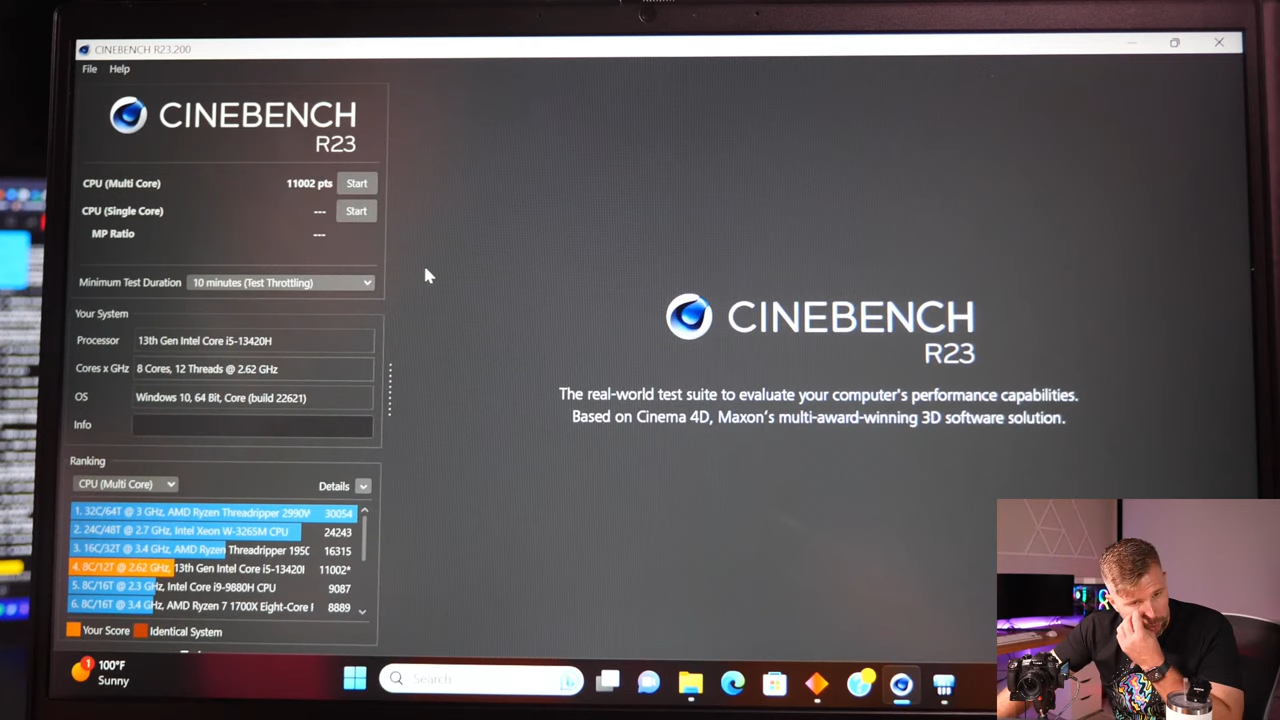 CINEBENCH R23.200
File Help
CINEBENCH
R23
CPU (Multi Core) 11002 pts Start
CPU (Single Core) --- Start
MP Ratio ---
Minimum Test Duration 10 minutes (Test Throttling)
Your System
Processor 13th Gen Intel Core i5-13420H
Cores x GHz 8 Cores, 12 Threads @ 2.62 GHz
OS Windows 10, 64 Bit, Core (build 22621)
Info
Ranking
CPU (Multi Core) Details
1. 32C/64T @ 3 GHz, AMD Ryzen Threadripper 2990W 30054
2. 24C/48T @ 2.7 GHz, Intel Xeon W-3265M CPU 24243
3. 16C/32T @ 3.4 GHz, AMD Ryzen Threadripper 195 16315
4. 8C/12T @ 2.62 GHz, 13th Gen Intel Core i5-13420 11002*
5. 8C/16T @ 2.3 GHz, Intel Core i9-9880H CPU 9087
6. 8C/16T @ 3.4 GHz, AMD Ryzen 7 1700X Eight-Core 8889
Your Score Identical System
CINEBENCH
R23
The real-world test suite to evaluate your computer's performance capabilities.
Based on Cinema 4D, Maxon's multi-award-winning 3D software solution.
1
100°F
Sunny
Search